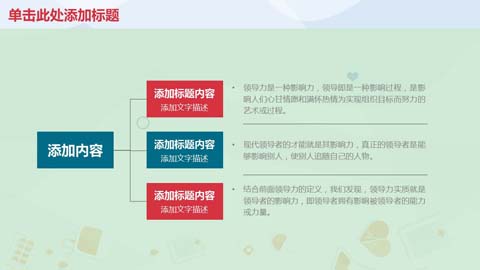 单击此处添加标题
添加标题内容
添加文字描述
• 领导力是一种影响力，领导即是一种影响过程，是影
响人们心甘情愿和满怀热情为实现组织目标而努力的
艺术或过程。
添加内容
添加标题内容
添加文字描述
• 现代领导者的才能就是其影响力，真正的领导者是能
够影响别人，使别人追随自己的人物。
添加标题内容
添加文字描述
• 结合前面领导力的定义，我们发现，领导力实质就是
领导者的影响力，即领导者拥有影响被领导者的能力
或力量。